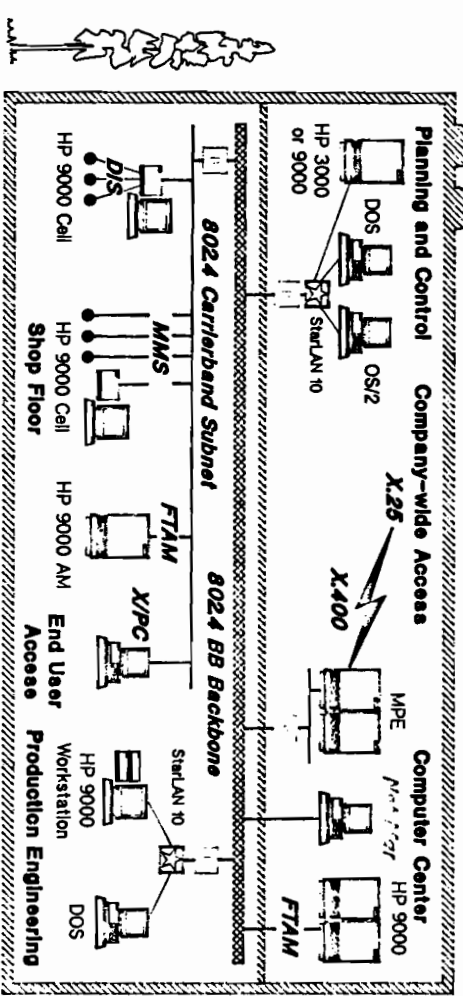 Planning and Control
Company-wide Access
Computer Center
HP 3000
or 9000
DOS
OS/2
StarLAN 10
X.25
X.400
MPE
HP 9000
FTAM
802.4 Carrierband Subnet
802.4 BB Backbone
DIS
HP 9000 Cell
MMS
HP 9000 Cell
Shop Floor
FTAM
HP 9000 AM
X/PC
End User
Access
StarLAN 10
HP 9000
Workstation
DOS
Production Engineering